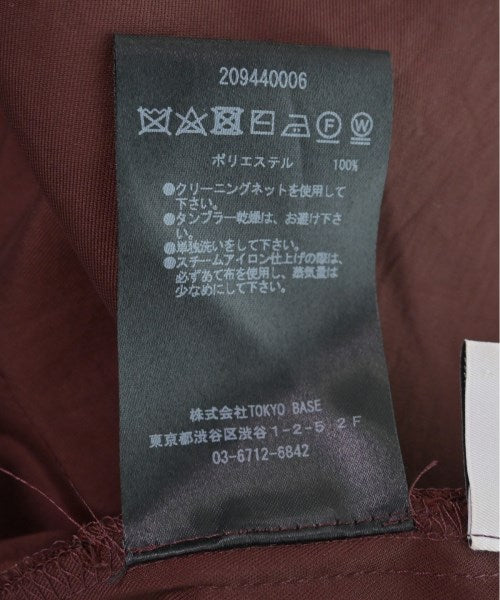 209440006
F W
ポリエステル 100%
●クリーニングネットを使用して
下さい。
●タンブラー乾燥は、お避け下さ
い。
●単独洗いをして下さい。
●スチームアイロン仕上げの際は、
必ずあて布を使用し、蒸気量は
少なめにして下さい。
株式会社TOKYO BASE
東京都渋谷区渋谷1-2-5 2F
03-6712-6842